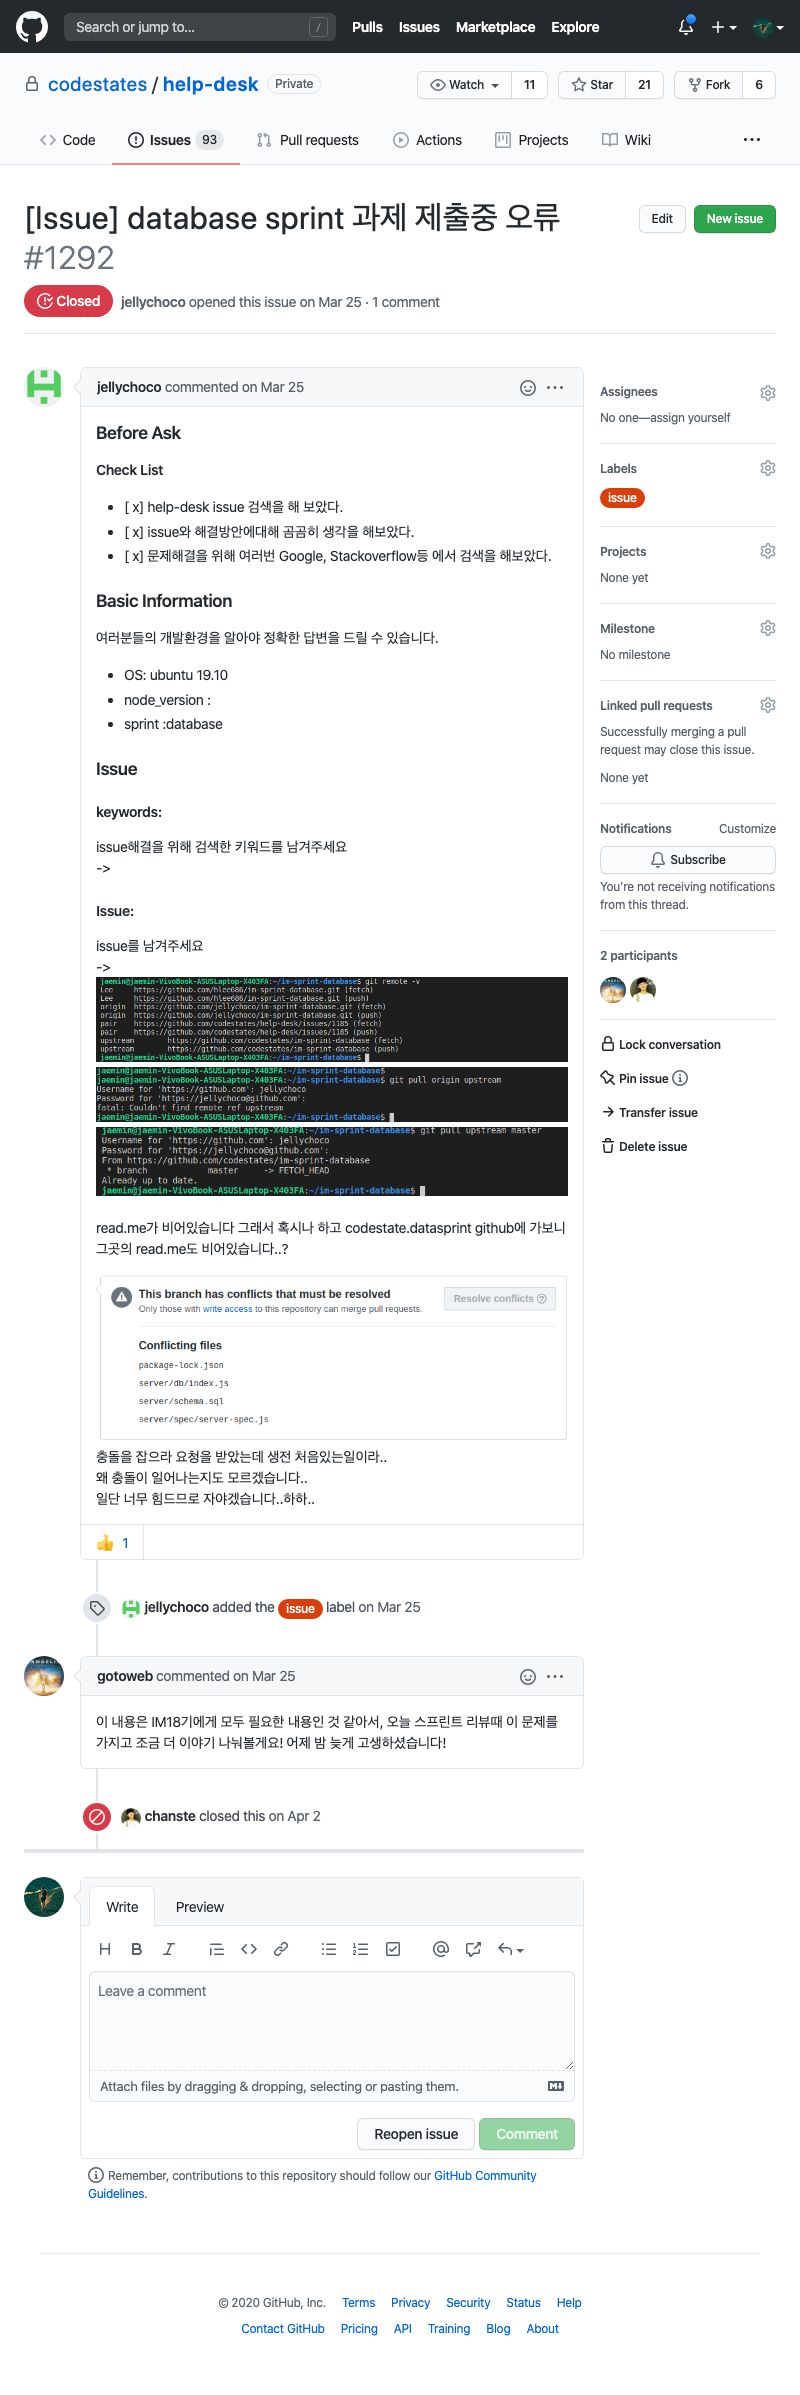 Search or jump to... /
Pulls Issues Marketplace Explore
codestates / help-desk Private
Watch 11 Star 21 Fork 6
Code Issues 93 Pull requests Actions Projects Wiki
[Issue] database sprint 과제 제출중 오류
#1292
Edit New issue
Closed jellychoco opened this issue on Mar 25 · 1 comment
jellychoco commented on Mar 25
Before Ask
Check List
[ x] help-desk issue 검색을 해 보았다.
[ x] issue와 해결방안에대해 곰곰히 생각을 해보았다.
[ x] 문제해결을 위해 여러번 Google, Stackoverflow등 에서 검색을 해보았다.
Basic Information
여러분들의 개발환경을 알아야 정확한 답변을 드릴 수 있습니다.
OS: ubuntu 19.10
node_version :
sprint :database
Issue
keywords:
issue해결을 위해 검색한 키워드를 남겨주세요
->
Issue:
issue를 남겨주세요
->
jaemin@jaemin-VivoBook-ASUSLaptop-X403FA:~/im-sprint-database$ git remote -v
Lee https://github.com/hlee686/im-sprint-database.git (fetch)
Lee https://github.com/hlee686/im-sprint-database.git (push)
origin https://github.com/jellychoco/im-sprint-database.git (fetch)
origin https://github.com/jellychoco/im-sprint-database.git (push)
pair https://github.com/codestates/help-desk/issues/1185 (fetch)
pair https://github.com/codestates/help-desk/issues/1185 (push)
upstream https://github.com/codestates/im-sprint-database (fetch)
upstream https://github.com/codestates/im-sprint-database (push)
jaemin@jaemin-VivoBook-ASUSLaptop-X403FA:~/im-sprint-database$
jaemin@jaemin-VivoBook-ASUSLaptop-X403FA:~/im-sprint-database$
jaemin@jaemin-VivoBook-ASUSLaptop-X403FA:~/im-sprint-database$ git pull origin upstream
Username for 'https://github.com': jellychoco
Password for 'https://jellychoco@github.com':
fatal: Couldn't find remote ref upstream
jaemin@jaemin-VivoBook-ASUSLaptop-X403FA:~/im-sprint-database$
jaemin@jaemin-VivoBook-ASUSLaptop-X403FA:~/im-sprint-database$ git pull upstream master
Username for 'https://github.com': jellychoco
Password for 'https://jellychoco@github.com':
From https://github.com/codestates/im-sprint-database
* branch master -> FETCH_HEAD
Already up to date.
jaemin@jaemin-VivoBook-ASUSLaptop-X403FA:~/im-sprint-database$
read.me가 비어있습니다 그래서 혹시나 하고 codestate.datasprint github에 가보니
그곳의 read.me도 비어있습니다..?
This branch has conflicts that must be resolved
Only those with write access to this repository can merge pull requests.
Resolve conflicts
Conflicting files
package-lock.json
server/db/index.js
server/schema.sql
server/spec/server-spec.js
충돌을 잡으라 요청을 받았는데 생전 처음있는일이라..
왜 충돌이 일어나는지도 모르겠습니다..
일단 너무 힘드므로 자야겠습니다..하하..
1
jellychoco added the issue label on Mar 25
gotoweb commented on Mar 25
이 내용은 IM18기에게 모두 필요한 내용인 것 같아서, 오늘 스프린트 리뷰때 이 문제를
가지고 조금 더 이야기 나눠볼게요! 어제 밤 늦게 고생하셨습니다!
chanste closed this on Apr 2
Write Preview
Leave a comment
Attach files by dragging & dropping, selecting or pasting them.
Reopen issue Comment
Remember, contributions to this repository should follow our GitHub Community
Guidelines.
Assignees
No one—assign yourself
Labels
issue
Projects
None yet
Milestone
No milestone
Linked pull requests
Successfully merging a pull
request may close this issue.
None yet
Notifications Customize
Subscribe
You're not receiving notifications
from this thread.
2 participants
Lock conversation
Pin issue
Transfer issue
Delete issue
© 2020 GitHub, Inc. Terms Privacy Security Status Help
Contact GitHub Pricing API Training Blog About